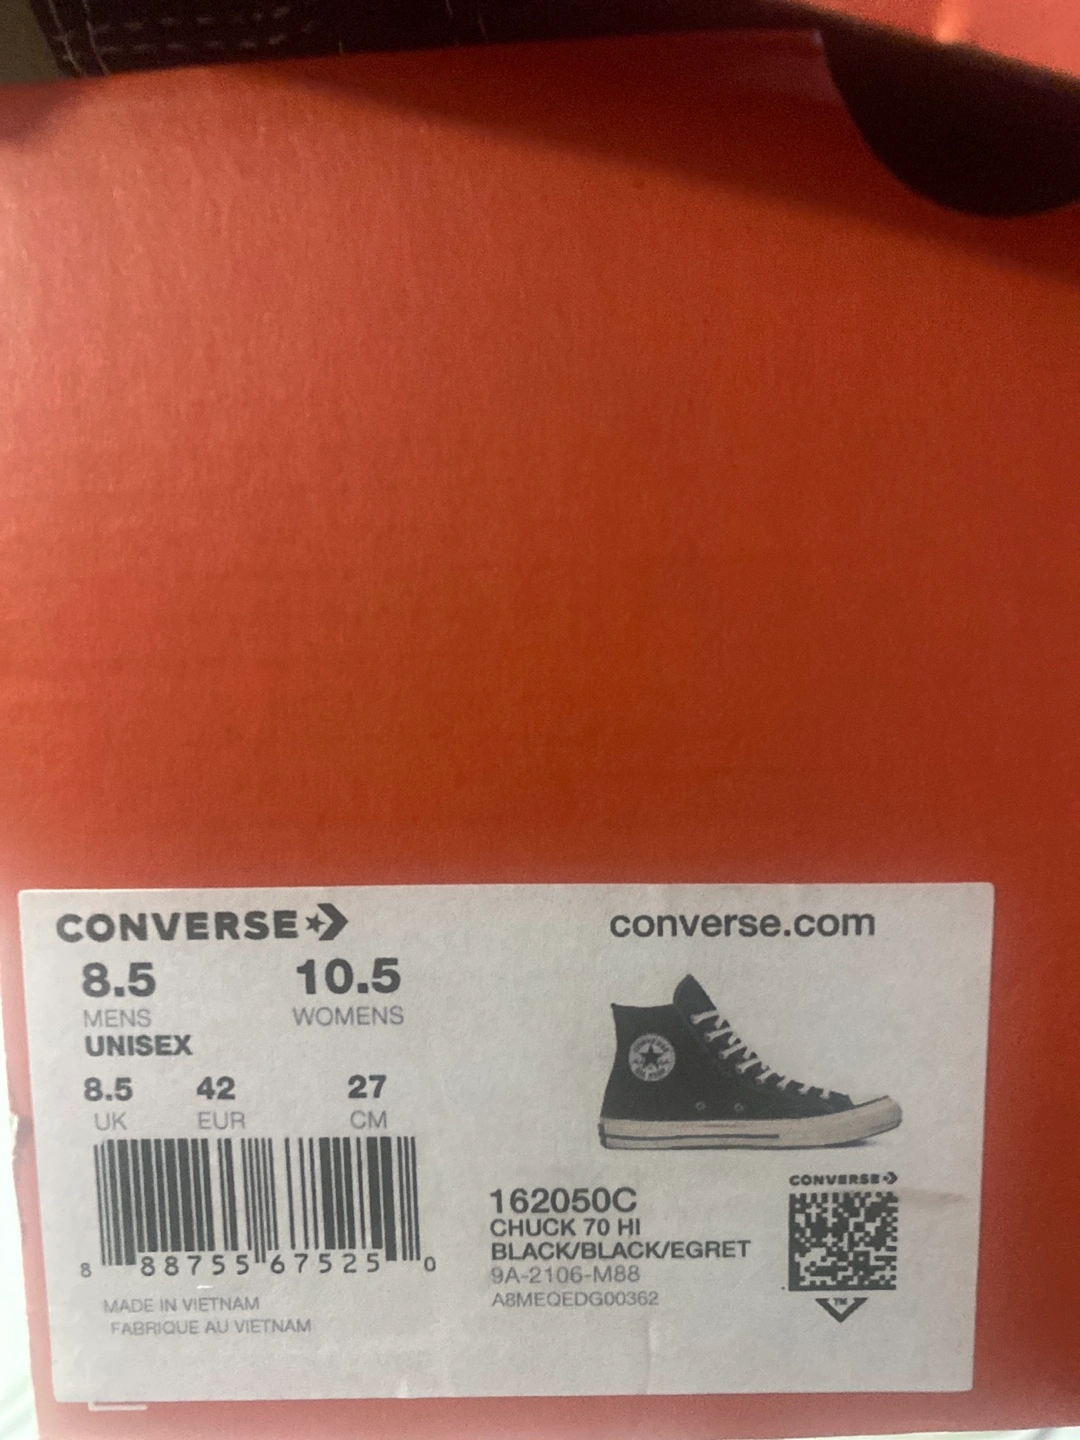 CONVERSE
converse.com
8.5 10.5
MENS WOMENS
UNISEX
8.5 42 27
UK EUR CM
8 88755 67525 0
MADE IN VIETNAM
FABRIQUE AU VIETNAM
162050C
CHUCK 70 HI
BLACK/BLACK/EGRET
9A-2106-M88
A8MEQEDG00362
CONVERSE
TM